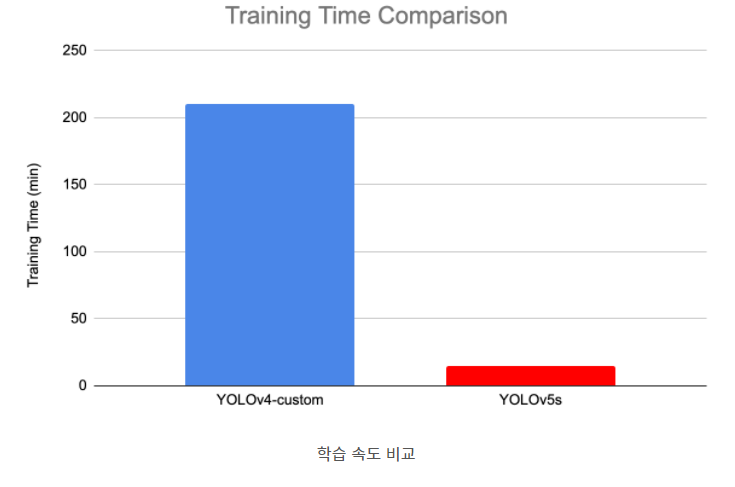 Training Time Comparison
250
200
150
100
50
0
Training Time (min)
YOLOv4-custom
YOLOv5s
학습 속도 비교